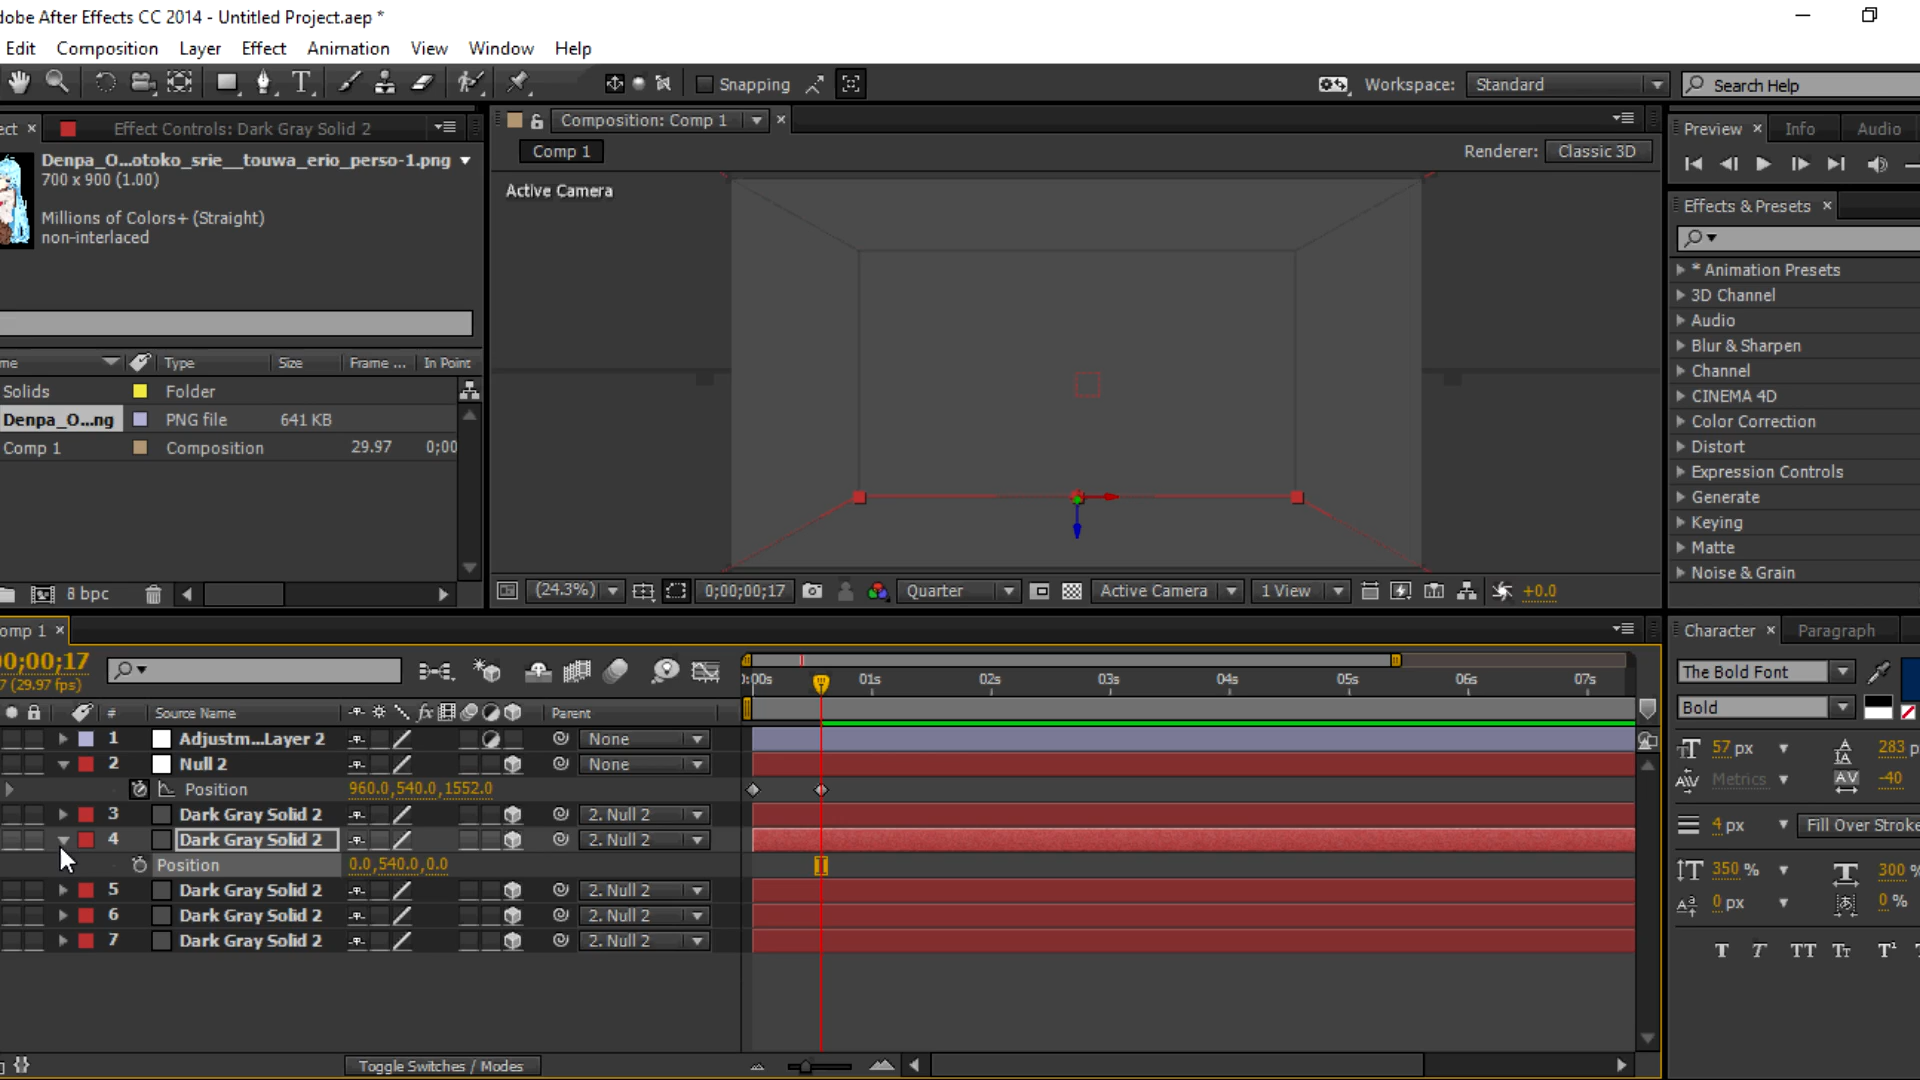 dobe After Effects CC 2014 - Untitled Project.aep *
Edit Composition Layer Effect Animation View Window Help
Snapping
Workspace: Standard
Search Help
ect × Effect Controls: Dark Gray Solid 2
Composition: Comp 1
Preview × Info Audio
Comp 1
Renderer: Classic 3D
Denpa_O...otoko_srie__touwa_erio_perso-1.png
700 x 900 (1.00)
Millions of Colors+ (Straight)
non-interlaced
Active Camera
Effects & Presets ×
* Animation Presets
3D Channel
Audio
Blur & Sharpen
Channel
CINEMA 4D
Color Correction
Distort
Expression Controls
Generate
Keying
Matte
Noise & Grain
me Type Size Frame ... In Point
Solids Folder
Denpa_O...ng PNG file 641 KB
Comp 1 Composition 29.97 0;00
8 bpc
(24.3%) 0;00;00;17 Quarter Active Camera 1 View +0.0
omp 1 ×
00;00;17
7 (29.97 fps)
):00s 01s 02s 03s 04s 05s 06s 07s
# Source Name fx Parent
1 Adjustm...Layer 2 None
2 Null 2 None
Position 960.0,540.0,1552.0
3 Dark Gray Solid 2 2. Null 2
4 Dark Gray Solid 2 2. Null 2
Position 0.0,540.0,0.0
5 Dark Gray Solid 2 2. Null 2
6 Dark Gray Solid 2 2. Null 2
7 Dark Gray Solid 2 2. Null 2
Toggle Switches / Modes
Character × Paragraph
The Bold Font
Bold
57 px 283 p
Metrics -40
4 px Fill Over Stroke
350 % 300 %
0 px 0 %
T T TT Tt T¹